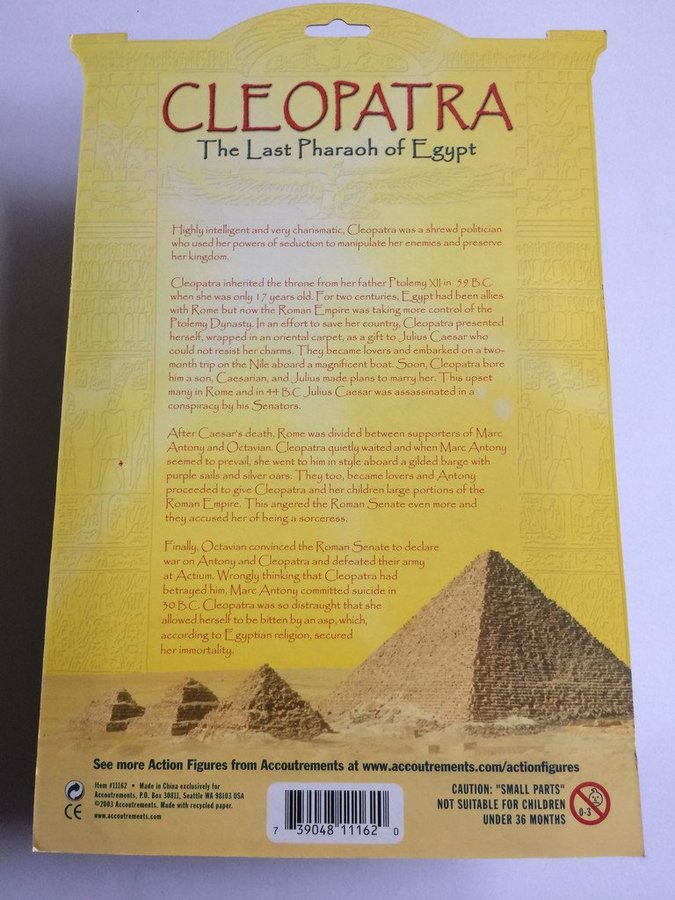 CLEOPATRA
The Last Pharaoh of Egypt
Highly intelligent and very charismatic, Cleopatra was a shrewd politician
who used her powers of seduction to manipulate her enemies and preserve
her kingdom.
Cleopatra inherited the throne from her father Ptolemy XII in 59 B.C.
when she was only 17 years old. For two centuries, Egypt had been allies
with Rome but now the Roman Empire was taking more control of the
Ptolemy Dynasty. In an effort to save her country, Cleopatra presented
herself, wrapped in an oriental carpet, as a gift to Julius Caesar who
could not resist her charms. They became lovers and embarked on a two-
month trip on the Nile aboard a magnificent boat. Soon, Cleopatra bore
him a son, Caesarian, and Julius made plans to marry her. This upset
many in Rome and in 44 B.C. Julius Caesar was assassinated in a
conspiracy by his Senators.
After Caesar's death, Rome was divided between supporters of Marc
Antony and Octavian. Cleopatra quietly waited and when Marc Antony
seemed to prevail, she went to him in style aboard a gilded barge with
purple sails and silver oars. They too, became lovers and Antony
proceeded to give Cleopatra and her children large portions of the
Roman Empire. This angered the Roman Senate even more and
they accused her of being a sorceress.
Finally, Octavian convinced the Roman Senate to declare
war on Antony and Cleopatra and defeated their army
at Actium. Wrongly thinking that Cleopatra had
betrayed him, Marc Antony committed suicide in
30 B.C. Cleopatra was so distraught that she
allowed herself to be bitten by an asp, which,
according to Egyptian religion, secured
her immortality.
See more Action Figures from Accoutrements at www.accoutrements.com/actionfigures
Item #11162 • Made in China exclusively for
Accoutrements, P.O. Box 30811, Seattle WA 98103 USA
©2003 Accoutrements. Made with recycled paper.
www.accoutrements.com
CE
7 39048 11162 0
CAUTION: "SMALL PARTS"
NOT SUITABLE FOR CHILDREN
UNDER 36 MONTHS
0-3